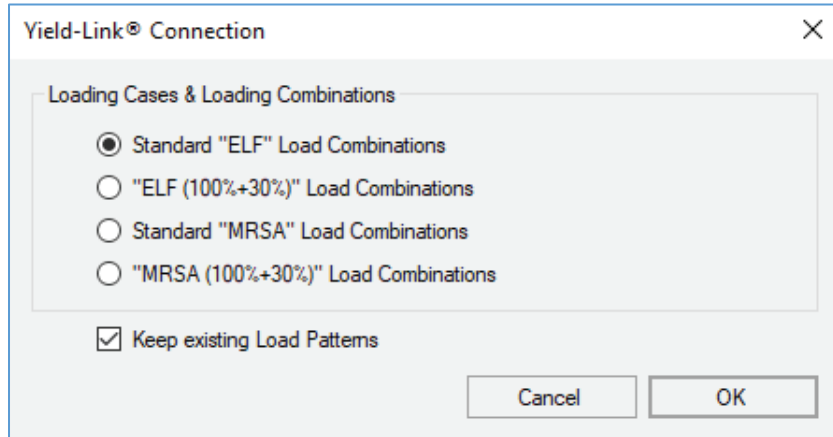 Yield-Link® Connection
Loading Cases & Loading Combinations
Standard "ELF" Load Combinations
"ELF (100%+30%)" Load Combinations
Standard "MRSA" Load Combinations
"MRSA (100%+30%)" Load Combinations
Keep existing Load Patterns
Cancel OK